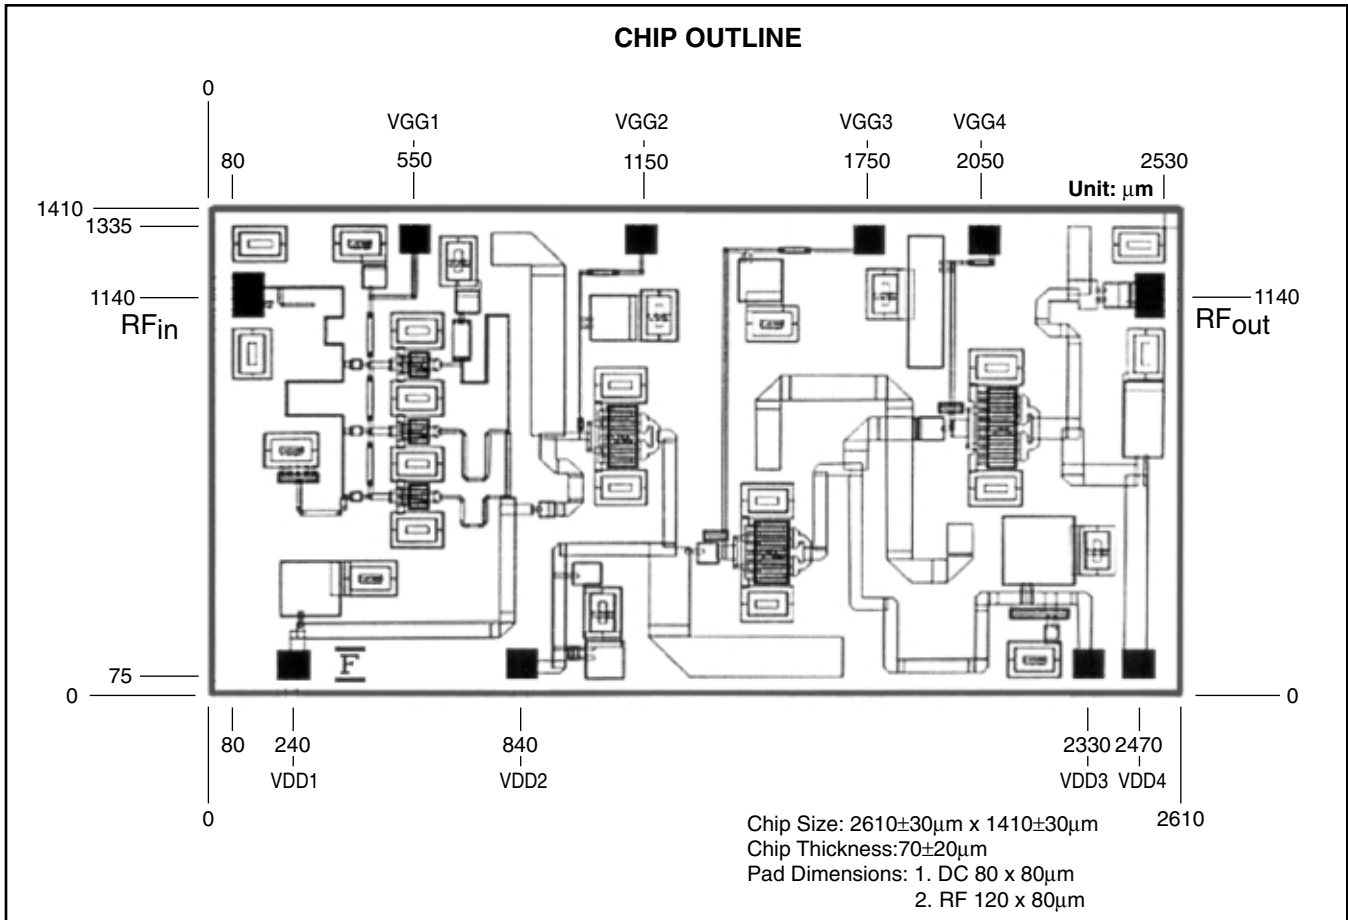 CHIP OUTLINE
0
VGG1 VGG2 VGG3 VGG4
80 550 1150 1750 2050 2530
Unit: μm
1410
1335
1140 1140
RFin RFout
F
75
0 0
80 240 840 2330 2470
VDD1 VDD2 VDD3 VDD4
0 2610
Chip Size: 2610±30μm x 1410±30μm
Chip Thickness:70±20μm
Pad Dimensions: 1. DC 80 x 80μm
2. RF 120 x 80μm